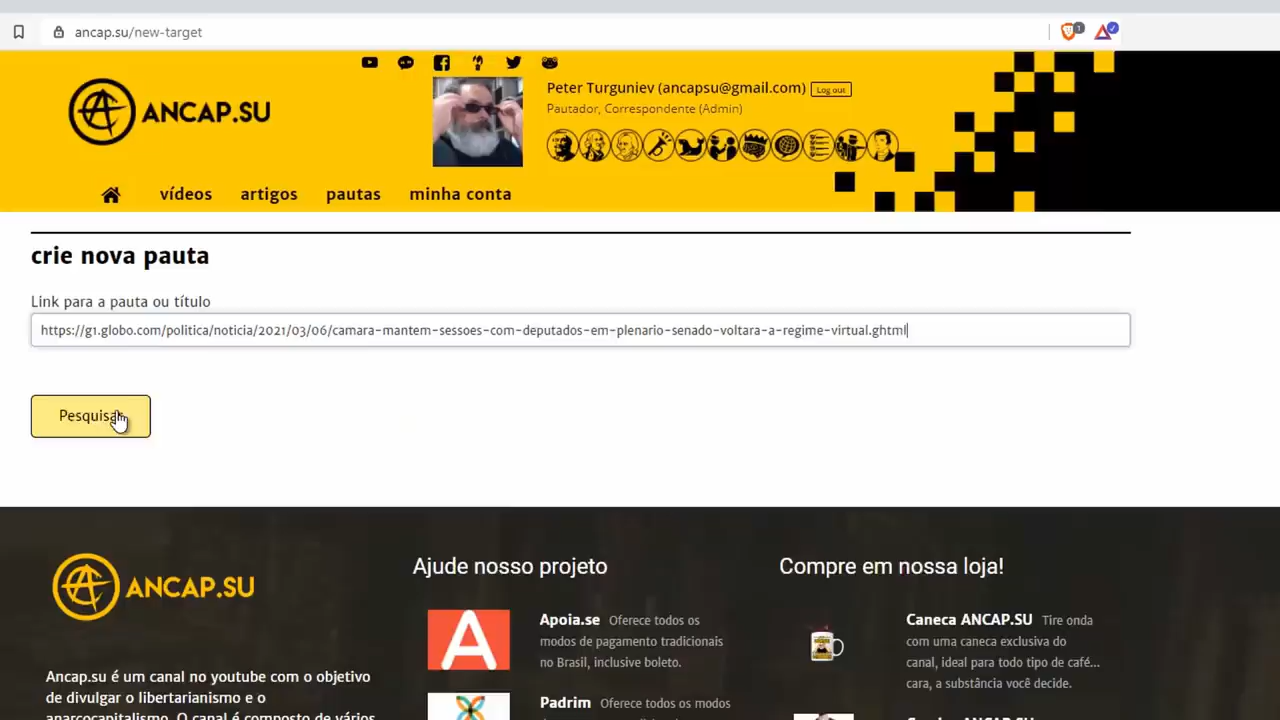 ancap.su/new-target
ANCAP.SU
Peter Turguniev (ancapsu@gmail.com) Log out
Pautador, Correspondente (Admin)
vídeos artigos pautas minha conta
crie nova pauta
Link para a pauta ou título
https://g1.globo.com/politica/noticia/2021/03/06/camara-mantem-sessoes-com-deputados-em-plenario-senado-voltara-a-regime-virtual.ghtml
Pesquisar
ANCAP.SU
Ajude nosso projeto
Compre em nossa loja!
Apoia.se Oferece todos os
modos de pagamento tradicionais
no Brasil, inclusive boleto.
Caneca ANCAP.SU Tire onda
com uma caneca exclusiva do
canal, ideal para todo tipo de café...
cara, a substância você decide.
Ancap.su é um canal no youtube com o objetivo
de divulgar o libertarianismo e o
anarcocapitalismo. O canal é composto de vários
Padrim Oferece todos os modos